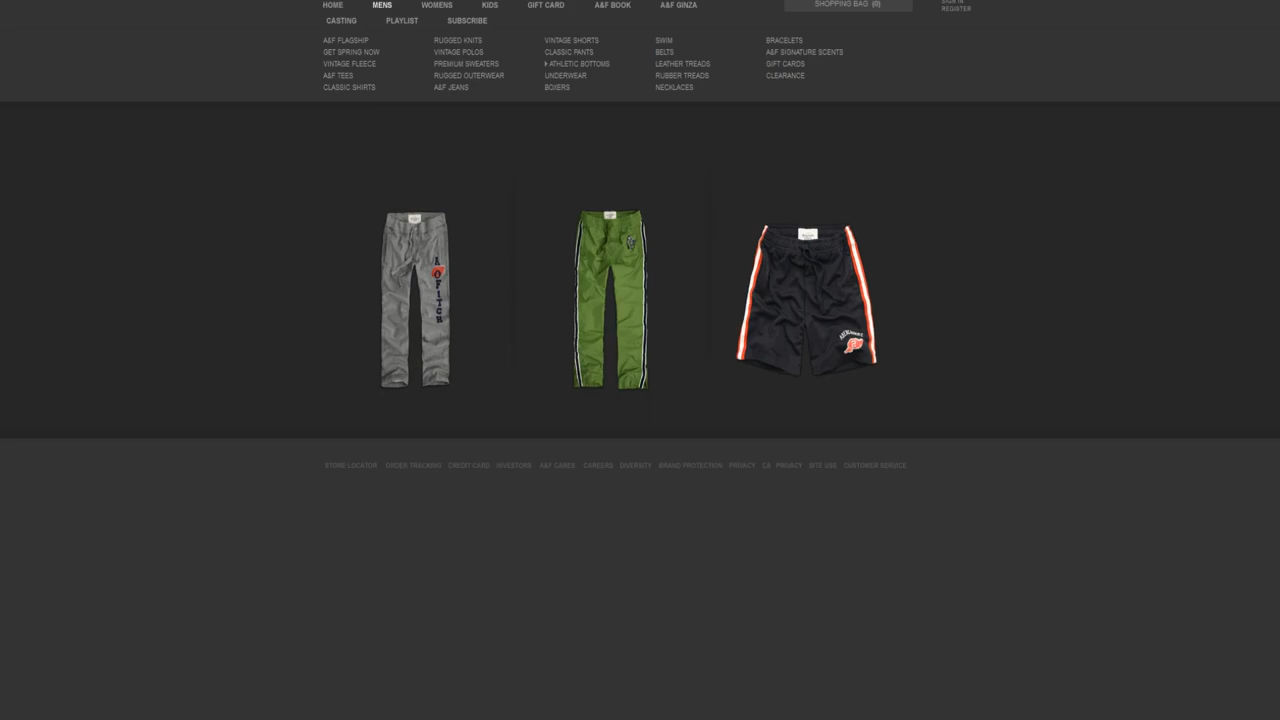 HOME MENS WOMENS KIDS GIFT CARD A&F BOOK A&F GINZA
SHOPPING BAG (0)
SIGN IN
REGISTER
CASTING PLAYLIST SUBSCRIBE
A&F FLAGSHIP RUGGED KNITS VINTAGE SHORTS SWIM BRACELETS
GET SPRING NOW VINTAGE POLOS CLASSIC PANTS BELTS A&F SIGNATURE SCENTS
VINTAGE FLEECE PREMIUM SWEATERS ATHLETIC BOTTOMS LEATHER TREADS GIFT CARDS
A&F TEES RUGGED OUTERWEAR UNDERWEAR RUBBER TREADS CLEARANCE
CLASSIC SHIRTS A&F JEANS BOXERS NECKLACES
STORE LOCATOR ORDER TRACKING CREDIT CARD INVESTORS A&F CARES CAREERS DIVERSITY BRAND PROTECTION PRIVACY CA PRIVACY SITE USE CUSTOMER SERVICE